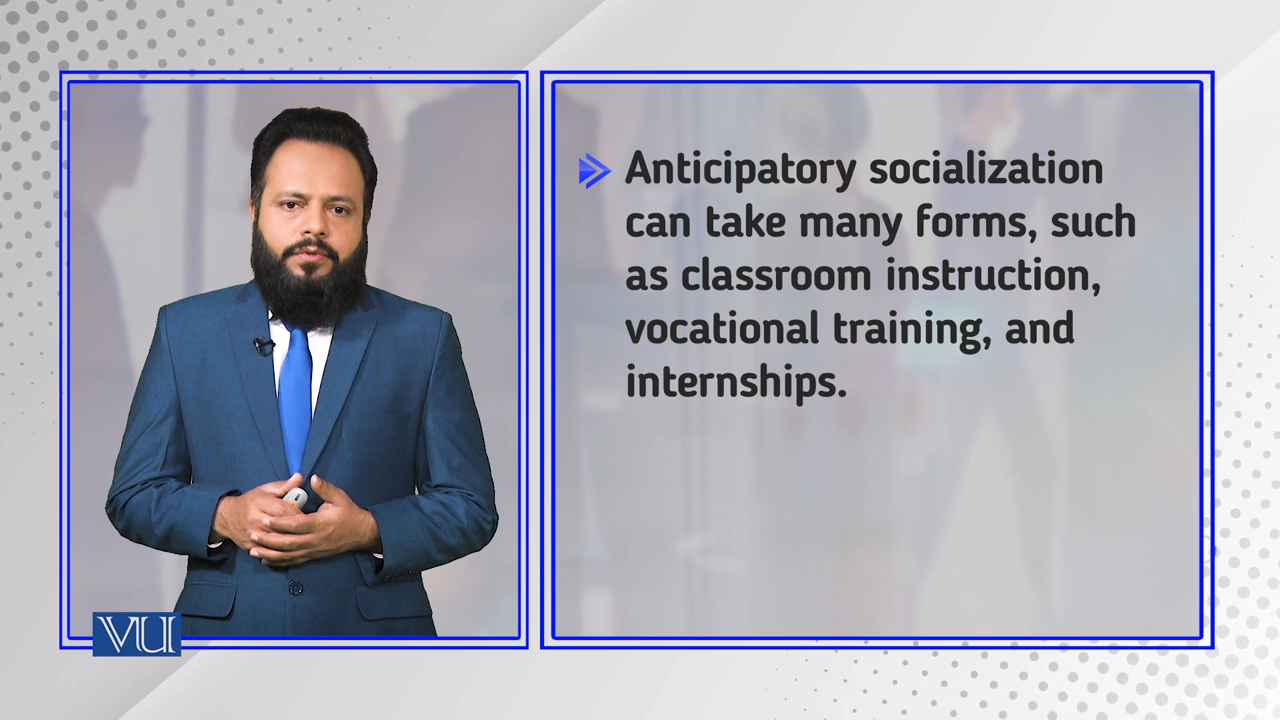 Anticipatory socialization
can take many forms, such
as classroom instruction,
vocational training, and
internships.
VU